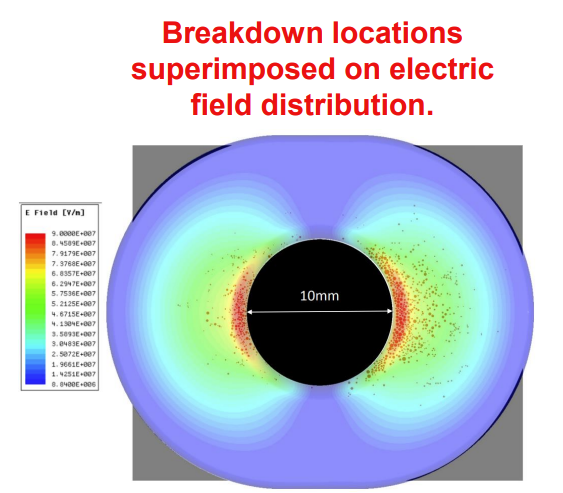 Breakdown locations
superimposed on electric
field distribution.
E Field [V/m]
9.0000E+007
8.4589E+007
7.9179E+007
7.3768E+007
6.8357E+007
6.2947E+007
5.7536E+007
5.2125E+007
4.6715E+007
4.1304E+007
3.5893E+007
3.0483E+007
2.5072E+007
1.9661E+007
1.4251E+007
8.8400E+006
10mm